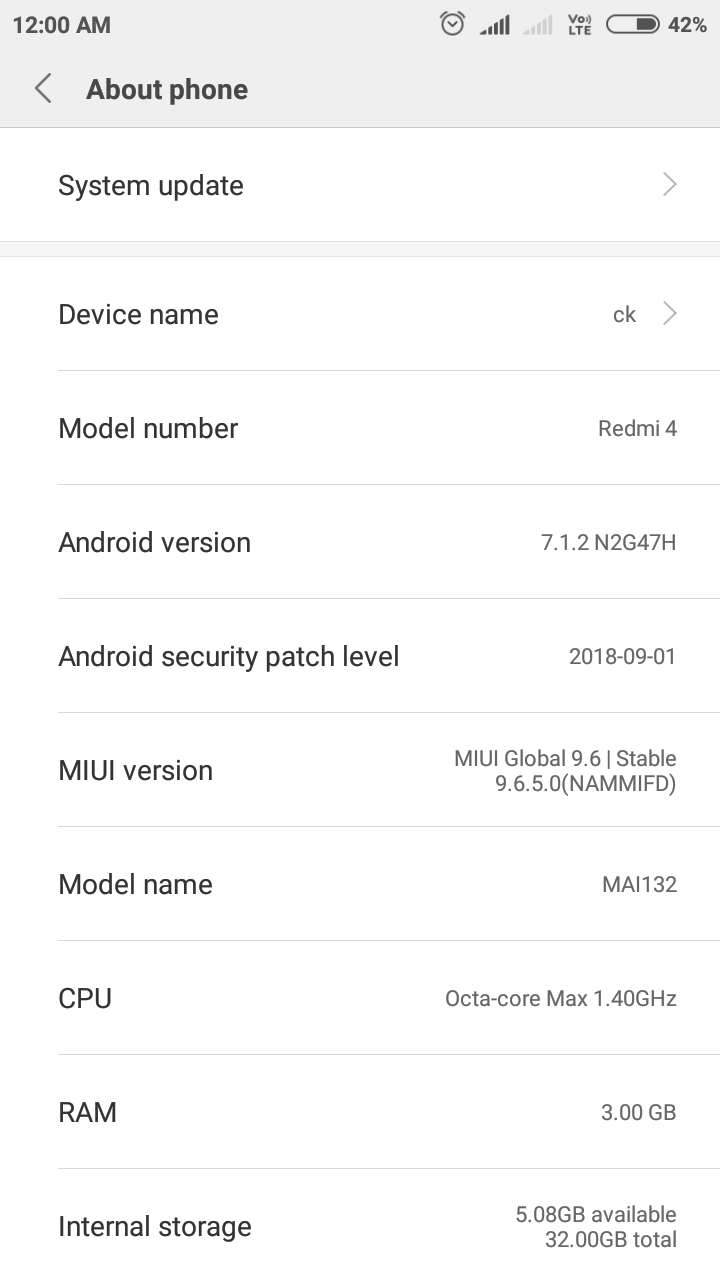 12:00 AM VoLTE 42%
About phone
System update
Device name ck
Model number Redmi 4
Android version 7.1.2 N2G47H
Android security patch level 2018-09-01
MIUI version MIUI Global 9.6 | Stable
9.6.5.0(NAMMIFD)
Model name MAI132
CPU Octa-core Max 1.40GHz
RAM 3.00 GB
Internal storage 5.08GB available
32.00GB total